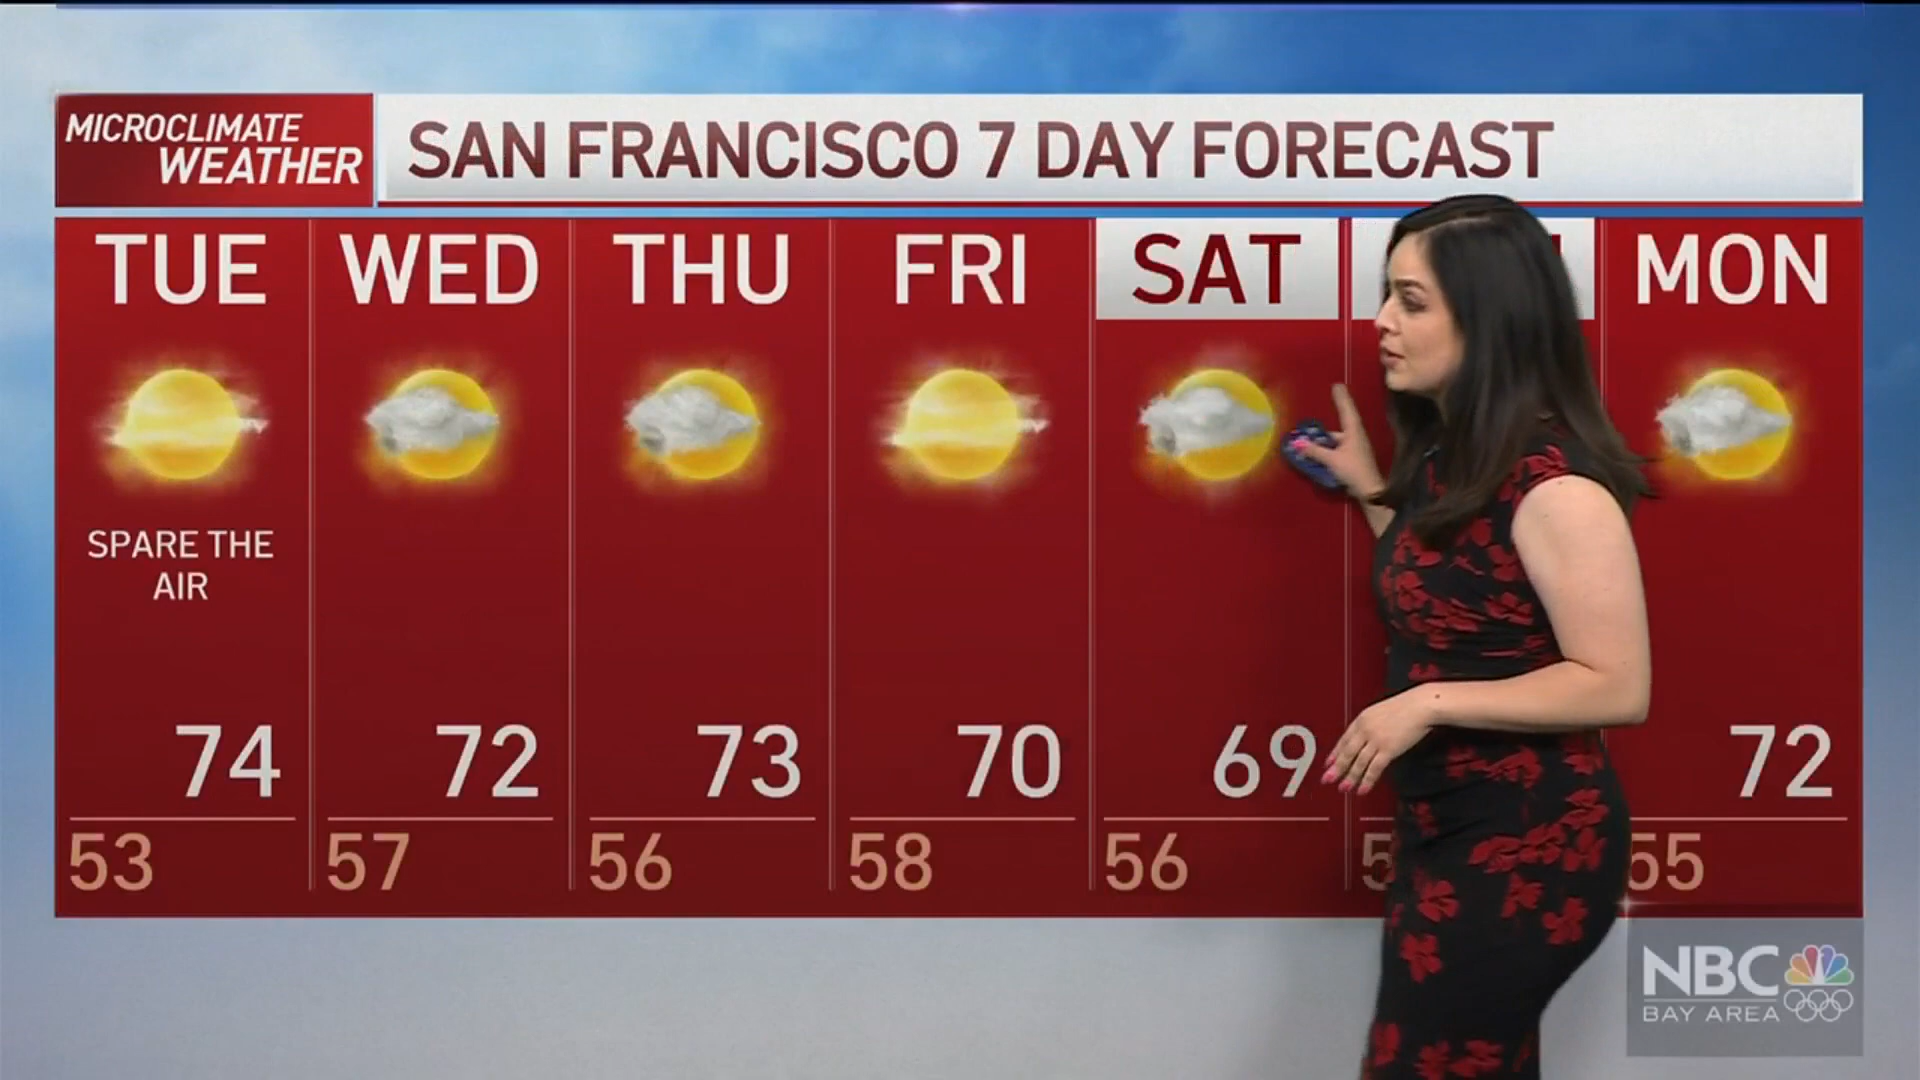 MICROCLIMATE
WEATHER
SAN FRANCISCO 7 DAY FORECAST
TUE WED THU FRI SAT MON
SPARE THE
AIR
74 72 73 70 69 72
53 57 56 58 56 55
NBC
BAY AREA